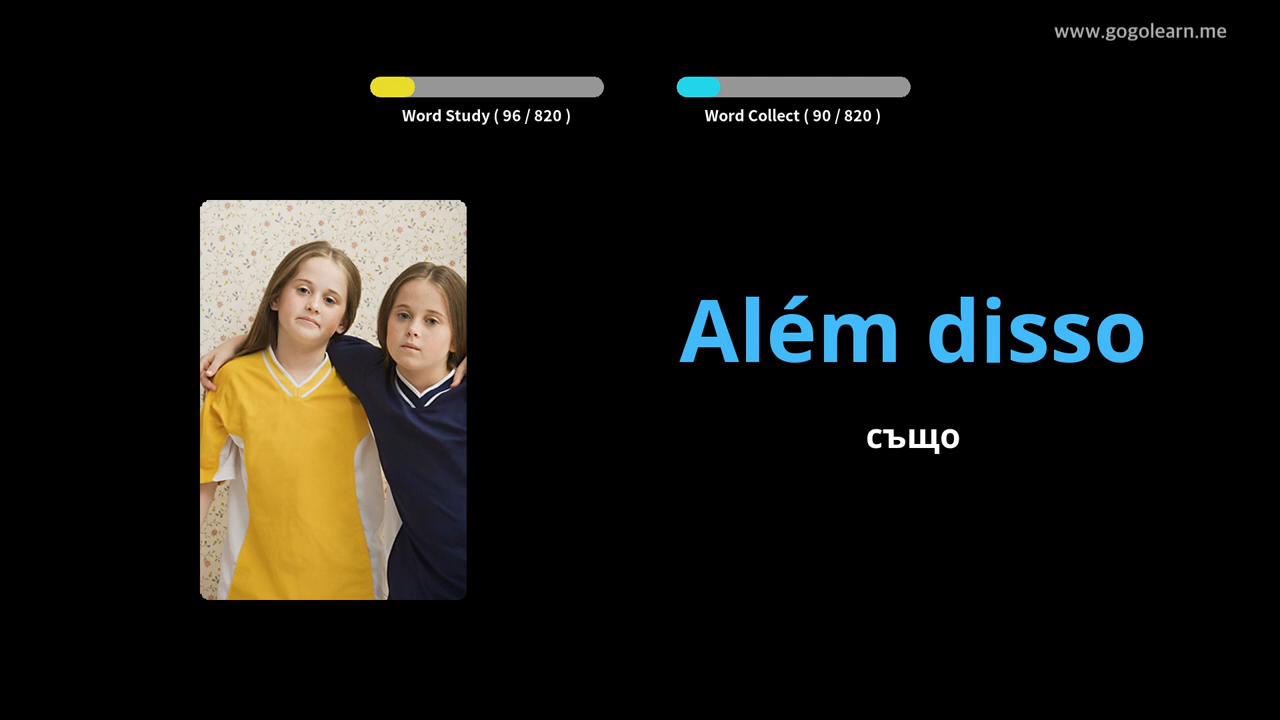 www.gogolearn.me
Word Study ( 96 / 820 )
Word Collect ( 90 / 820 )
Além disso
също